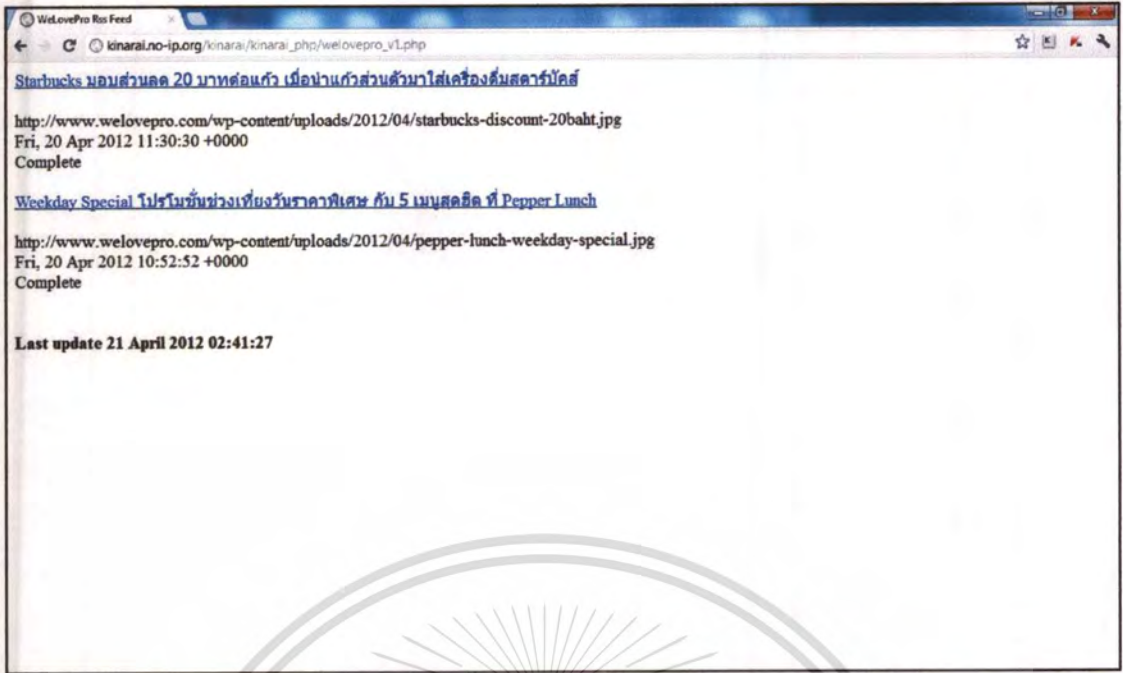 WeLovePro Rss Feed
kinarai.no-ip.org/kinarai/kinarai_php/welovepro_v1.php
Starbucks มอบส่วนลด 20 บาทต่อแก้ว เมื่อนำแก้วส่วนตัวมาใส่เครื่องดื่มสตาร์บัคส์
http://www.welovepro.com/wp-content/uploads/2012/04/starbucks-discount-20baht.jpg
Fri, 20 Apr 2012 11:30:30 +0000
Complete
Weekday Special โปรโมชั่นช่วงเที่ยงวันราคาพิเศษ กับ 5 เมนูสุดฮิต ที่ Pepper Lunch
http://www.welovepro.com/wp-content/uploads/2012/04/pepper-lunch-weekday-special.jpg
Fri, 20 Apr 2012 10:52:52 +0000
Complete
Last update 21 April 2012 02:41:27